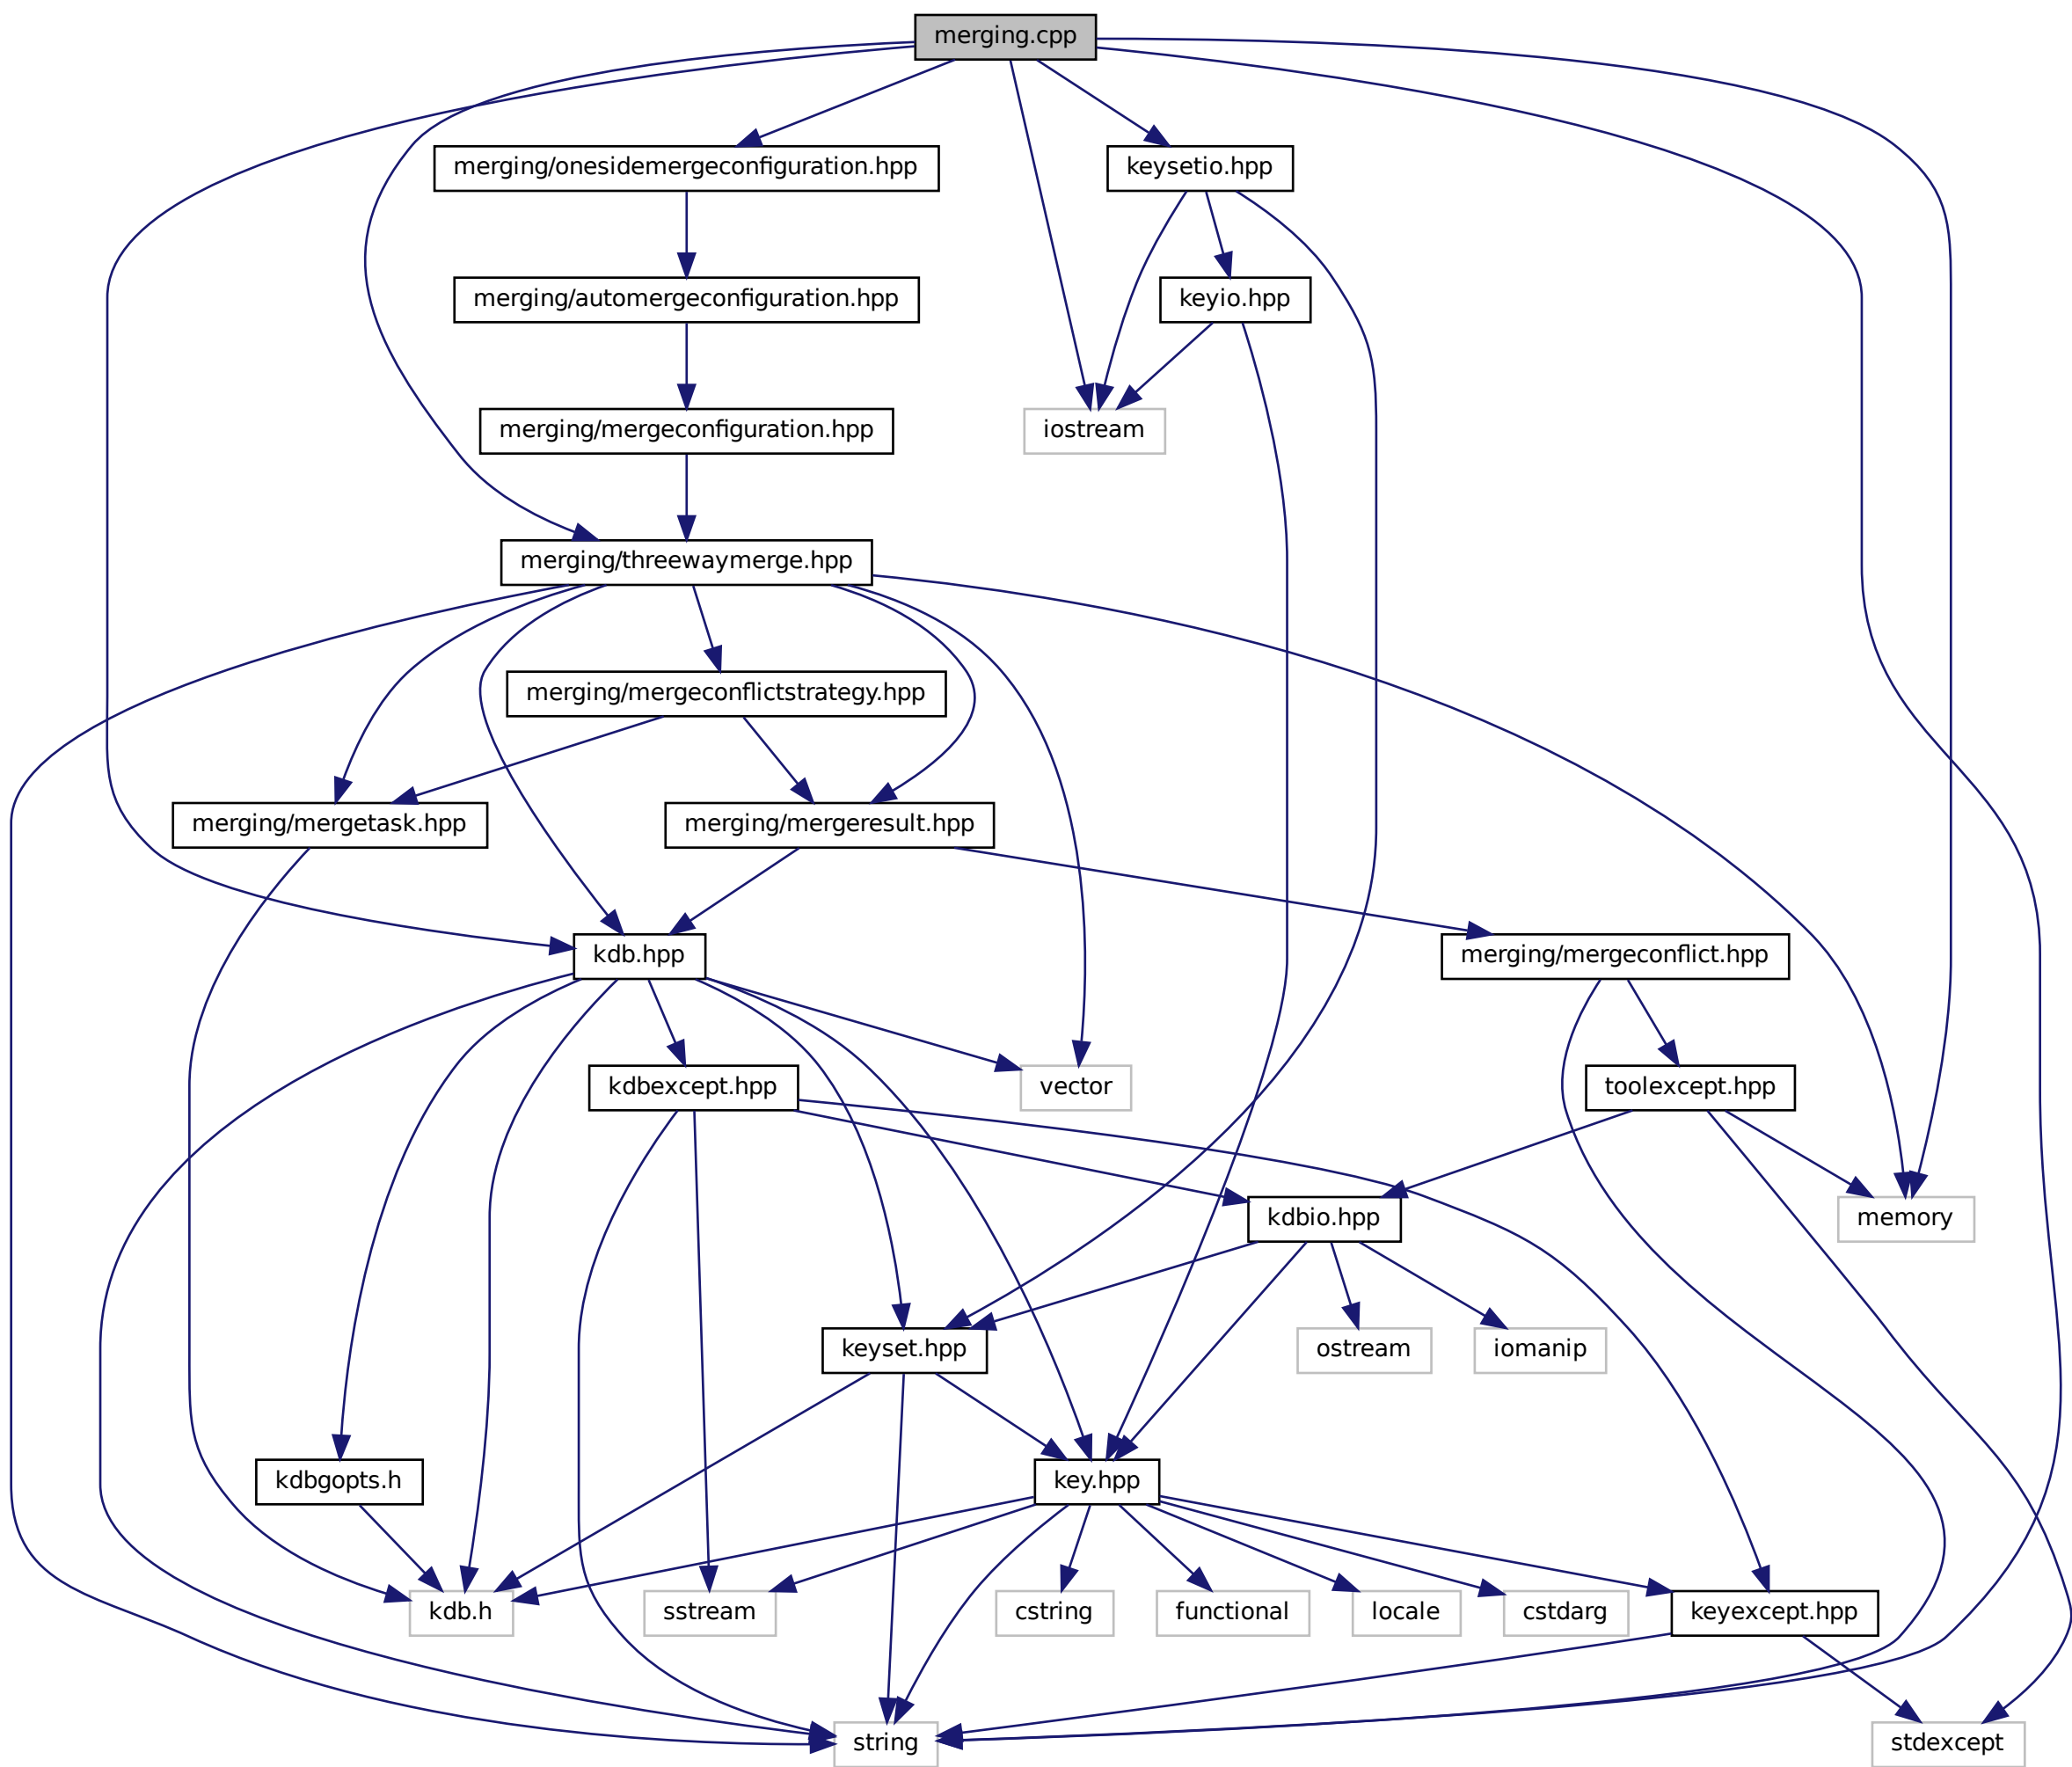 merging.cpp
merging/onesidemergeconfiguration.hpp
keysetio.hpp
merging/automergeconfiguration.hpp
keyio.hpp
merging/mergeconfiguration.hpp
iostream
merging/threewaymerge.hpp
merging/mergeconflictstrategy.hpp
merging/mergetask.hpp
merging/mergeresult.hpp
kdb.hpp
merging/mergeconflict.hpp
kdbexcept.hpp
vector
toolexcept.hpp
kdbio.hpp
memory
keyset.hpp
ostream
iomanip
kdbgopts.h
key.hpp
kdb.h
sstream
cstring
functional
locale
cstdarg
keyexcept.hpp
string
stdexcept